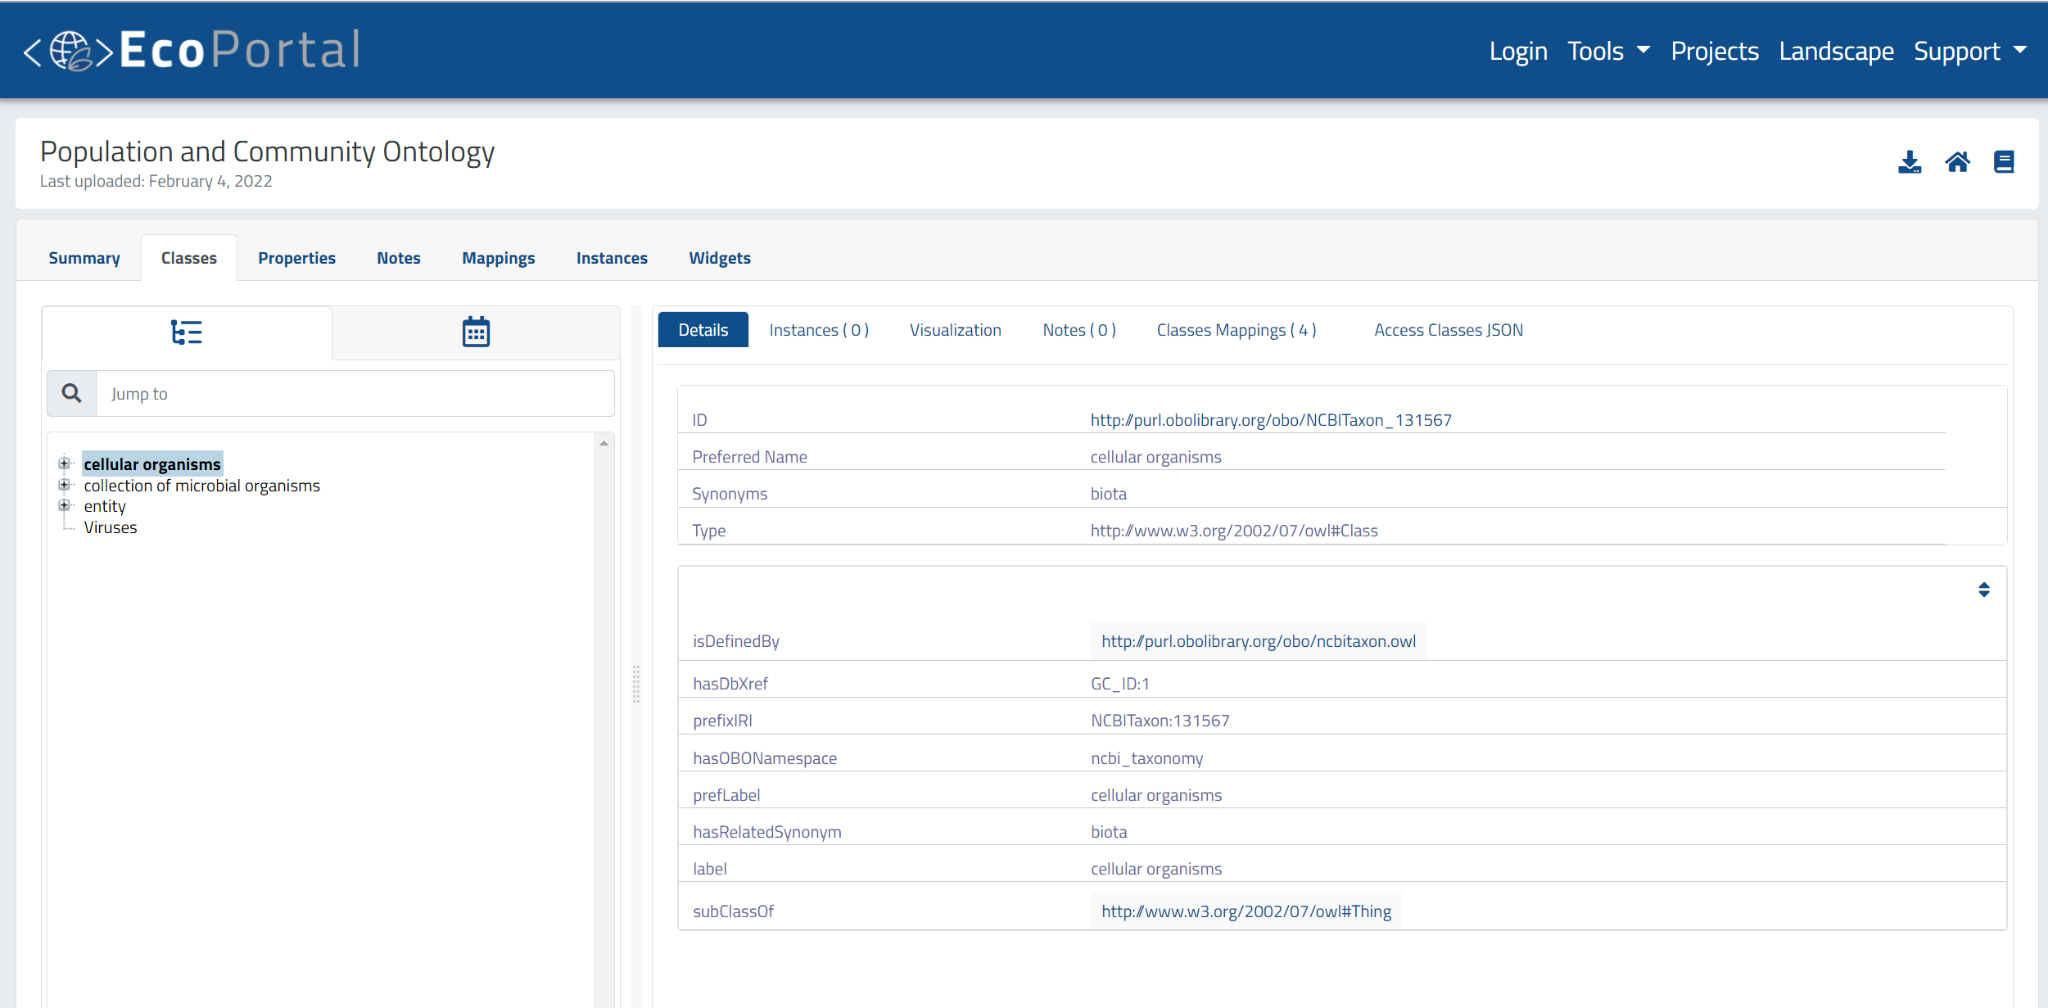 <EcoPortal>
Login Tools Projects Landscape Support
Population and Community Ontology
Last uploaded: February 4, 2022
Summary Classes Properties Notes Mappings Instances Widgets
Details Instances ( 0 ) Visualization Notes ( 0 ) Classes Mappings ( 4 ) Access Classes JSON
Jump to
cellular organisms
collection of microbial organisms
entity
Viruses
ID http://purl.obolibrary.org/obo/NCBITaxon_131567
Preferred Name cellular organisms
Synonyms biota
Type http://www.w3.org/2002/07/owl#Class
isDefinedBy http://purl.obolibrary.org/obo/ncbitaxon.owl
hasDbXref GC_ID:1
prefixIRI NCBITaxon:131567
hasOBONamespace ncbi_taxonomy
prefLabel cellular organisms
hasRelatedSynonym biota
label cellular organisms
subClassOf http://www.w3.org/2002/07/owl#Thing